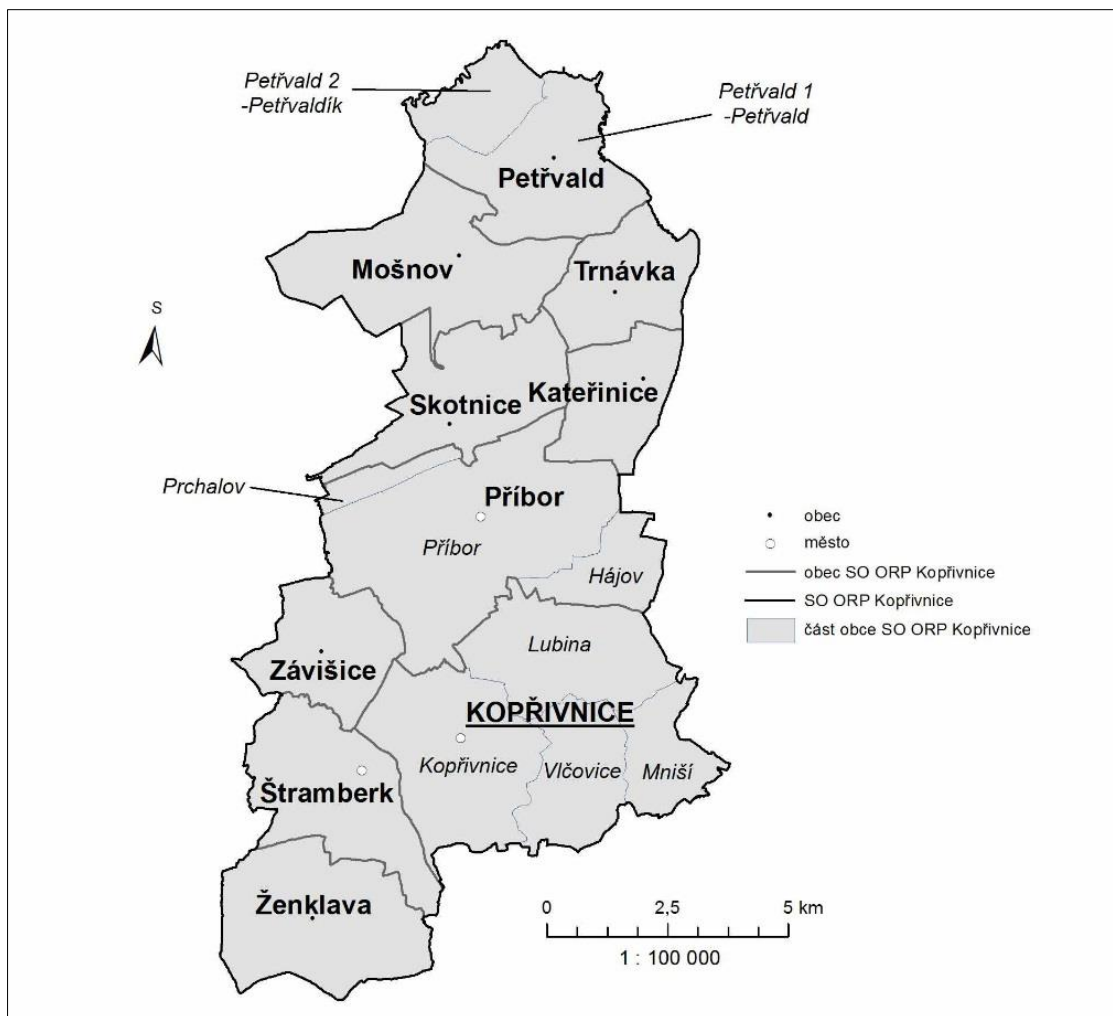 Petřvald 2
-Petřvaldík
Petřvald 1
-Petřvald
Petřvald
Mošnov
Trnávka
S
Skotnice
Kateřinice
Prchalov
Příbor
Příbor
Hájov
obec
město
obec SO ORP Kopřivnice
SO ORP Kopřivnice
část obce SO ORP Kopřivnice
Lubina
Závišice
KOPŘIVNICE
Kopřivnice
Vlčovice
Mniší
Štramberk
Ženklava
0 2,5 5 km
1 : 100 000